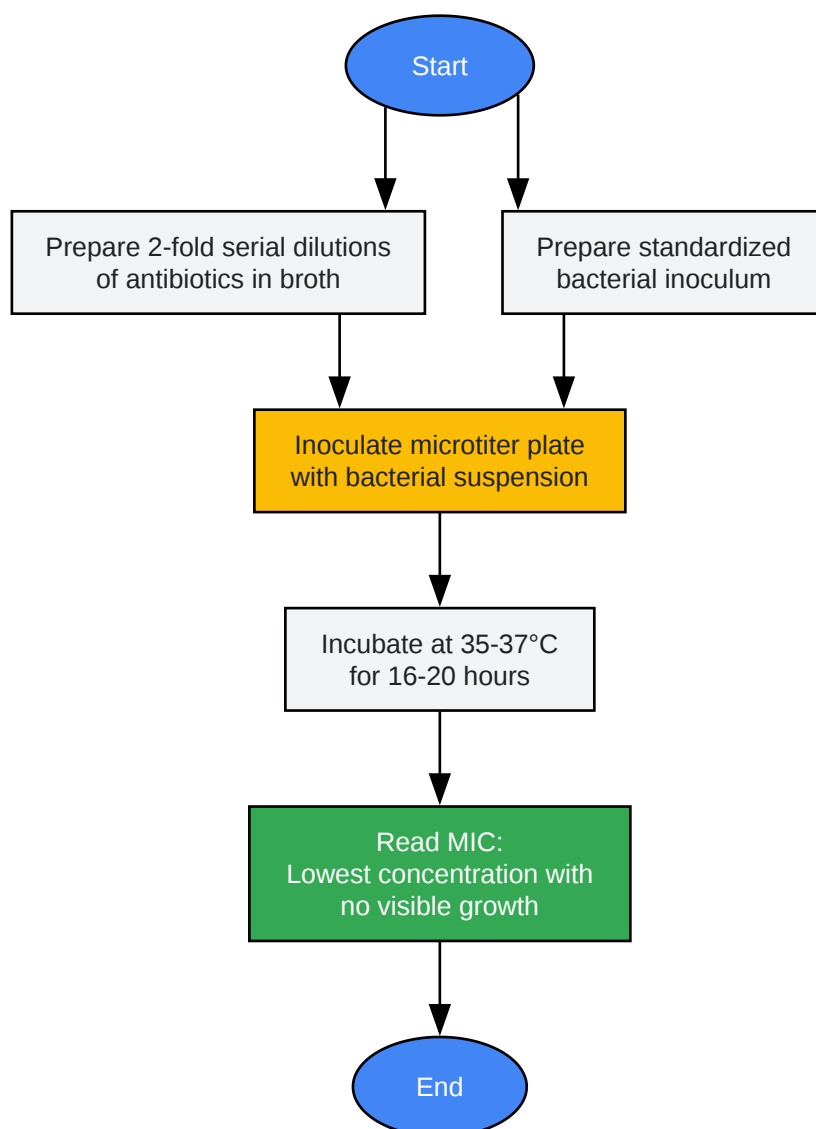 Start
Prepare 2-fold serial dilutions
of antibiotics in broth
Prepare standardized
bacterial inoculum
Inoculate microtiter plate
with bacterial suspension
Incubate at 35-37°C
for 16-20 hours
Read MIC:
Lowest concentration with
no visible growth
End